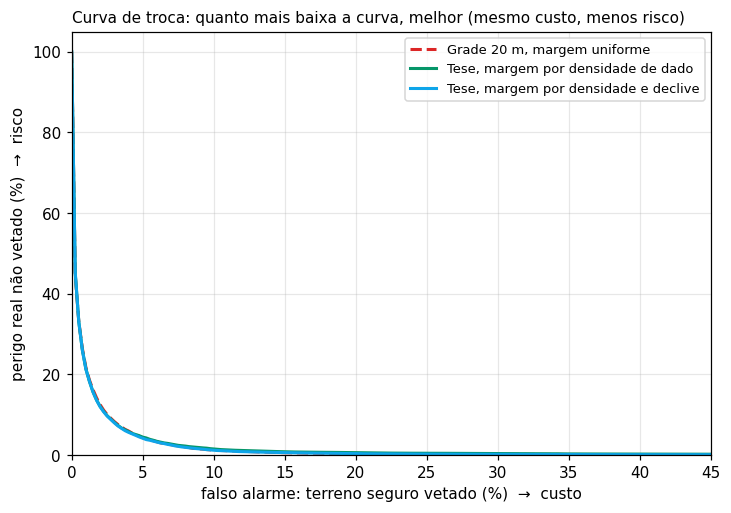 Curva de troca: quanto mais baixa a curva, melhor (mesmo custo, menos risco)
Grade 20 m, margem uniforme
Tese, margem por densidade de dado
Tese, margem por densidade e declive
perigo real não vetado (%) → risco
100
80
60
40
20
0
0 5 10 15 20 25 30 35 40 45
falso alarme: terreno seguro vetado (%) → custo